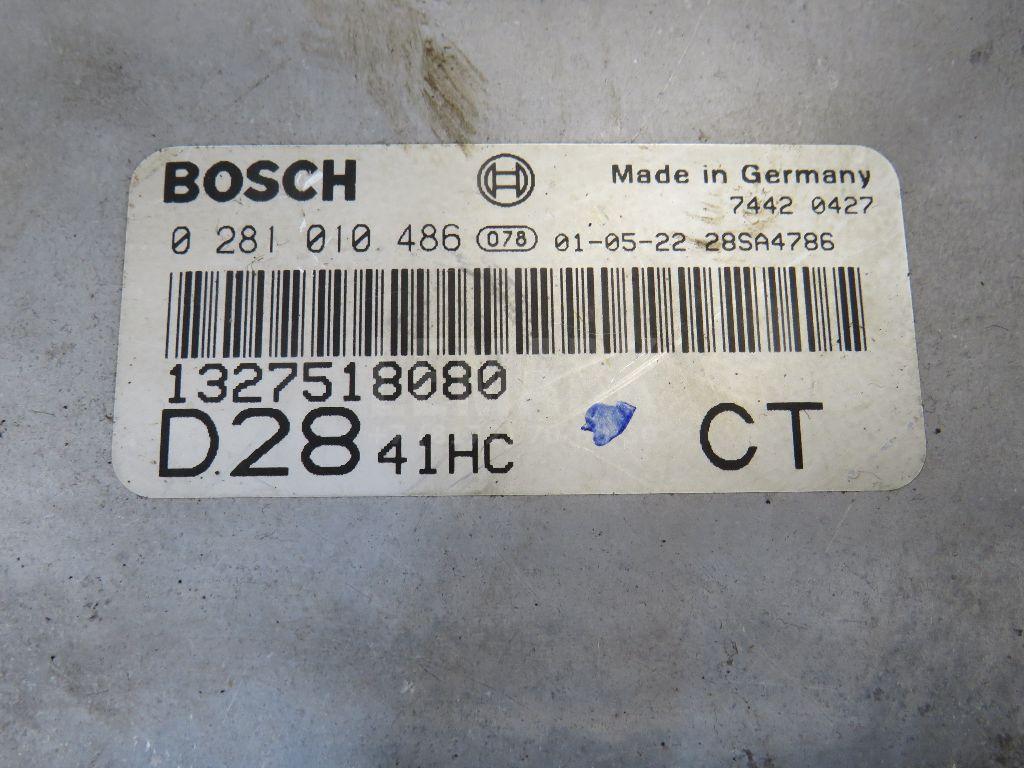 BOSCH Made in Germany
7442 0427
0 281 010 486 078 01-05-22 28SA4786
1327518080
D28 41HC CT